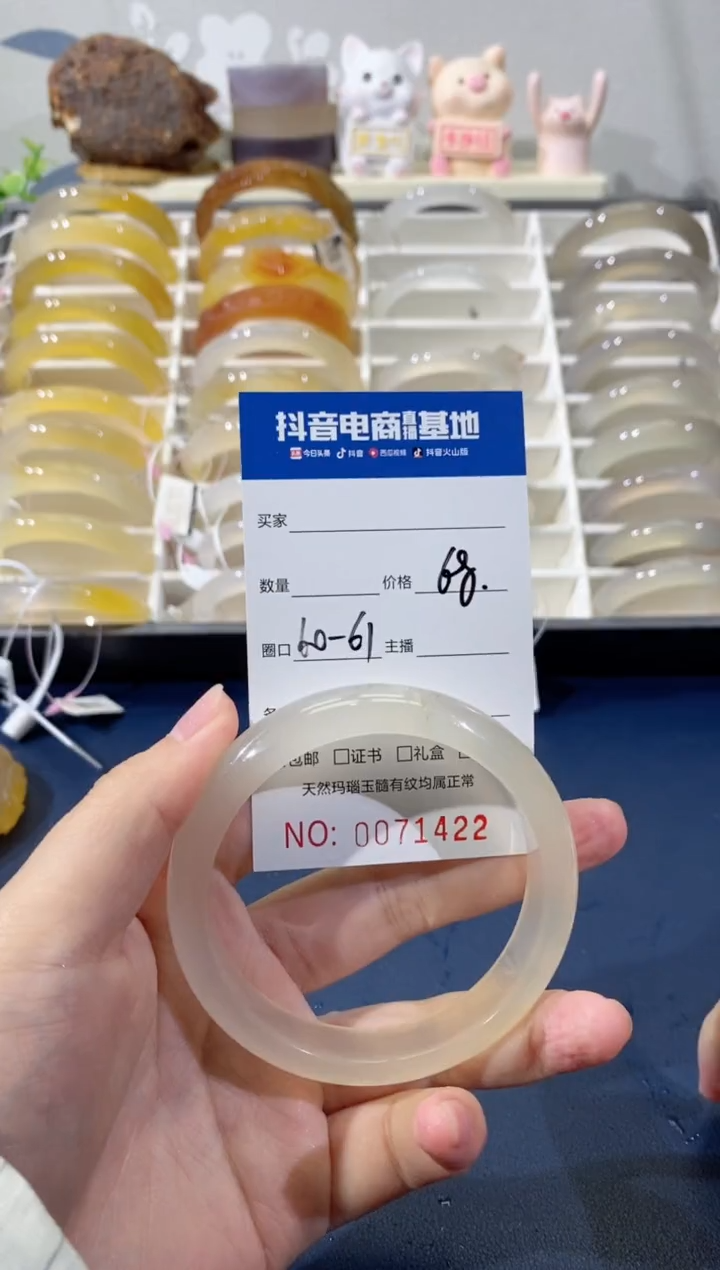 抖音电商直播基地
今日头条 抖音 西瓜视频 抖音火山版
买家
数量 价格 68.
圈口 60-61 主播
包邮 □证书 □礼盒
天然玛瑙玉髓有纹均属正常
NO: 0071422